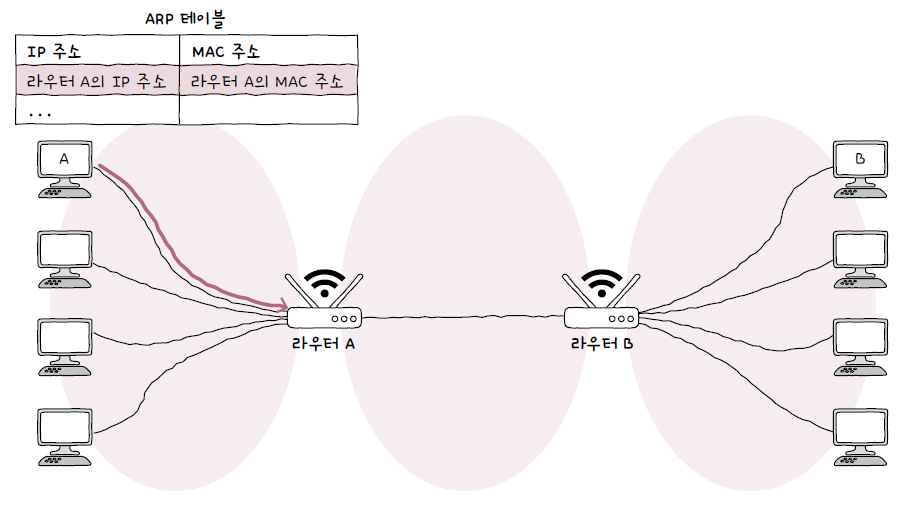 ARP 테이블
IP 주소 MAC 주소
라우터 A의 IP 주소 라우터 A의 MAC 주소
...
A
B
라우터 A
라우터 B